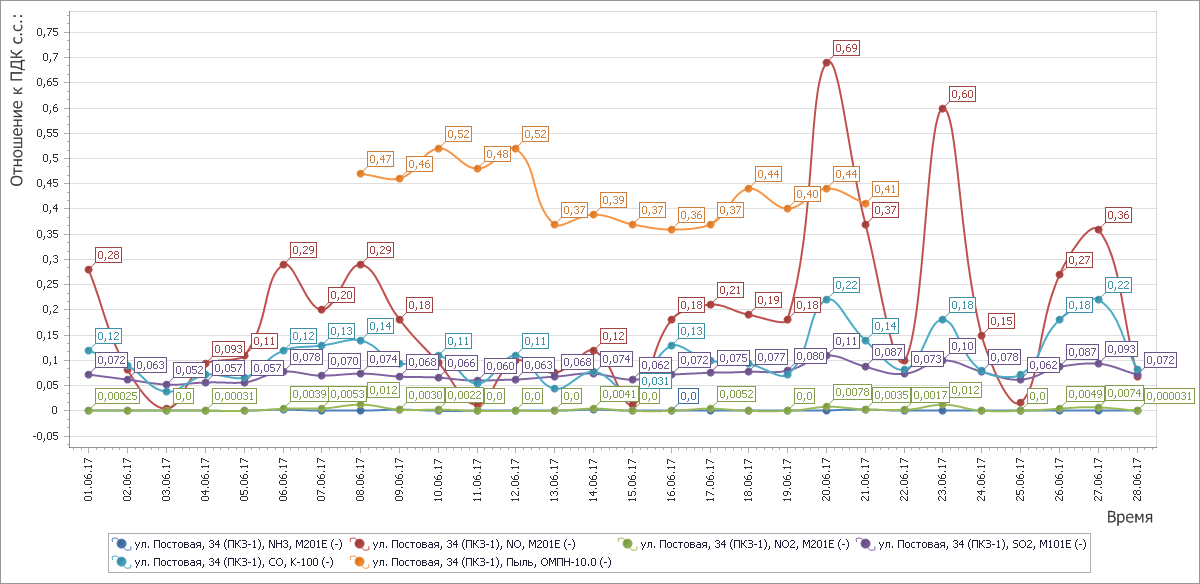 Отношение к ПДК с.с.:
0,75
0,7
0,65
0,6
0,55
0,5
0,45
0,4
0,35
0,3
0,25
0,2
0,15
0,1
0,05
0
-0,05
0,69
0,60
0,52 0,52
0,47 0,46 0,48
0,44 0,44
0,40 0,41
0,37 0,39 0,37 0,36 0,37 0,37
0,36
0,28 0,29 0,29
0,27
0,20 0,22 0,22
0,18 0,18 0,21 0,19 0,18 0,18 0,18
0,15
0,12 0,12 0,13 0,14 0,11 0,11 0,12 0,13 0,14
0,093 0,11 0,11 0,10 0,093
0,072 0,063 0,052 0,057 0,057 0,078 0,070 0,074 0,068 0,066 0,060 0,063 0,068 0,074 0,062 0,072 0,075 0,077 0,080 0,087 0,073 0,078 0,062 0,087 0,072
0,031
0,00025 0,0 0,00031 0,0039 0,0053 0,012 0,0030 0,0022 0,0 0,0 0,0 0,0041 0,0 0,0 0,0052 0,0 0,0 0,0078 0,0035 0,0017 0,012 0,0 0,0049 0,0074 0,000031
01.06.17 02.06.17 03.06.17 04.06.17 05.06.17 06.06.17 07.06.17 08.06.17 09.06.17 10.06.17 11.06.17 12.06.17 13.06.17 14.06.17 15.06.17 16.06.17 17.06.17 18.06.17 19.06.17 20.06.17 21.06.17 22.06.17 23.06.17 24.06.17 25.06.17 26.06.17 27.06.17 28.06.17
Время
ул. Постовая, 34 (ПКЗ-1), NH3, M201E (-) ул. Постовая, 34 (ПКЗ-1), NO, M201E (-) ул. Постовая, 34 (ПКЗ-1), NO2, M201E (-) ул. Постовая, 34 (ПКЗ-1), SO2, M101E (-)
ул. Постовая, 34 (ПКЗ-1), CO, K-100 (-) ул. Постовая, 34 (ПКЗ-1), Пыль, ОМПН-10.0 (-)